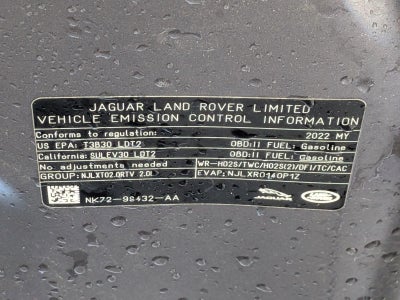 JAGUAR LAND ROVER LIMITED
VEHICLE EMISSION CONTROL INFORMATION
Conforms to regulation: 2022 MY
US EPA: T3B30 LDT2 OBD:II FUEL: Gasoline
California: SULEV30 LDT2 OBD:II FUEL: Gasoline
No adjustments needed WR-HO2S/TWC/HO2S(2)/DFI/TC/CAC
GROUP: NJLXT02.0RTV 2.0l EVAP: NJLXR0140P1Z
NK72-9S432-AA JAGUAR